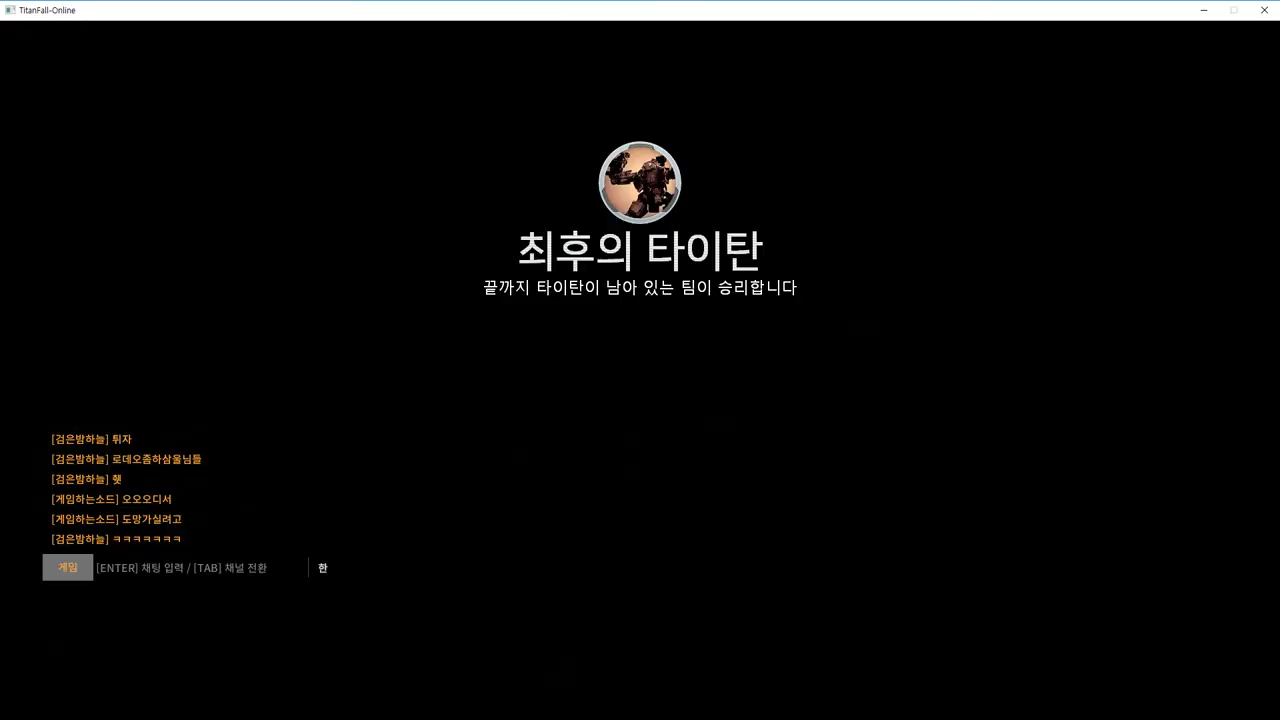 TitanFall-Online
최후의 타이탄
끝까지 타이탄이 남아 있는 팀이 승리합니다
[검은밤하늘] 튀자
[검은밤하늘] 로데오좀하삼울님들
[검은밤하늘] 췟
[게임하는소드] 오오오디서
[게임하는소드] 도망가실려고
[검은밤하늘] ㅋㅋㅋㅋㅋㅋㅋ
게임 [ENTER] 채팅 입력 / [TAB] 채널 전환 한